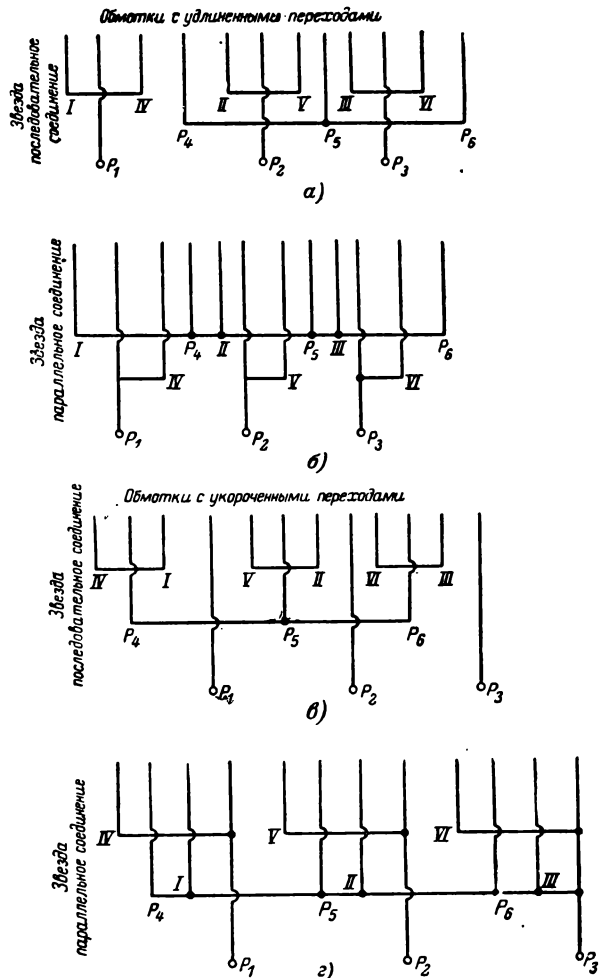 Обмотки с удлиненными переходами
Звезда
последовательное
соединение
I IV II V III VI
P4 P5 P6
P1 P2 P3
а)
Звезда
параллельное соединение
I P4 II P5 III P6
IV V VI
P1 P2 P3
б)
Обмотки с укороченными переходами
Звезда
последовательное соединение
IV I V II VI III
P4 P5 P6
P1 P2 P3
в)
Звезда
параллельное соединение
IV V VI
I II III
P4 P5 P6
P1 P2 P3
г)